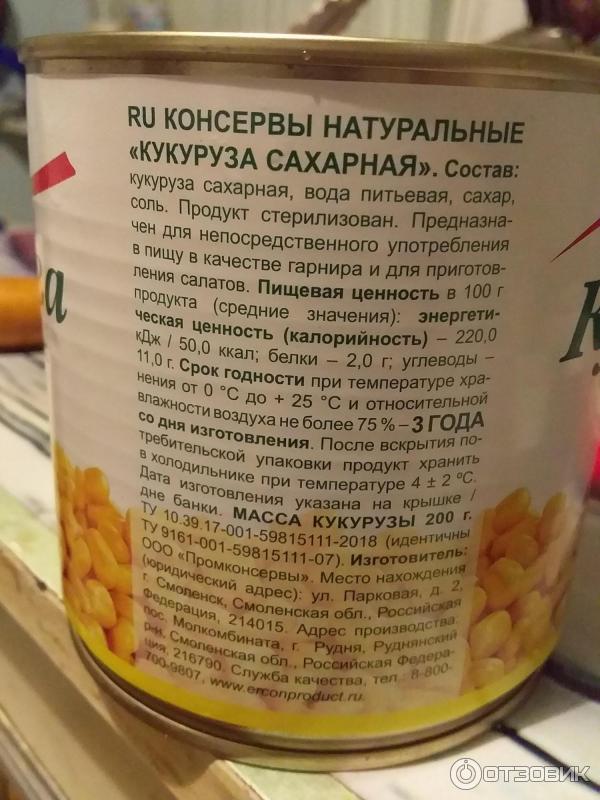 RU КОНСЕРВЫ НАТУРАЛЬНЫЕ
«КУКУРУЗА САХАРНАЯ». Состав:
кукуруза сахарная, вода питьевая, сахар,
соль. Продукт стерилизован. Предназна-
чен для непосредственного употребления
в пищу в качестве гарнира и для приготов-
ления салатов. Пищевая ценность в 100 г
продукта (средние значения): энергети-
ческая ценность (калорийность) – 220,0
кДж / 50,0 ккал; белки – 2,0 г; углеводы –
11,0 г. Срок годности при температуре хра-
нения от 0 °С до + 25 °С и относительной
влажности воздуха не более 75 % – 3 ГОДА
со дня изготовления. После вскрытия по-
требительской упаковки продукт хранить
в холодильнике при температуре 4 ± 2 ºС.
Дата изготовления указана на крышке /
дне банки. МАССА КУКУРУЗЫ 200 г.
ТУ 10.39.17-001-59815111-2018 (идентичны
ТУ 9161-001-59815111-07). Изготовитель:
ООО «Промконсервы». Место нахождения
(юридический адрес): ул. Парковая, д. 2,
г. Смоленск, Смоленская обл., Российская
Федерация, 214015. Адрес производства:
пос. Молкомбината, г. Рудня, Руднянский
р-н, Смоленская обл., Российская Федера-
ция, 216790. Служба качества, тел.: 8-800-
700-9807, www.erconproduct.ru.
ОТЗОВИК